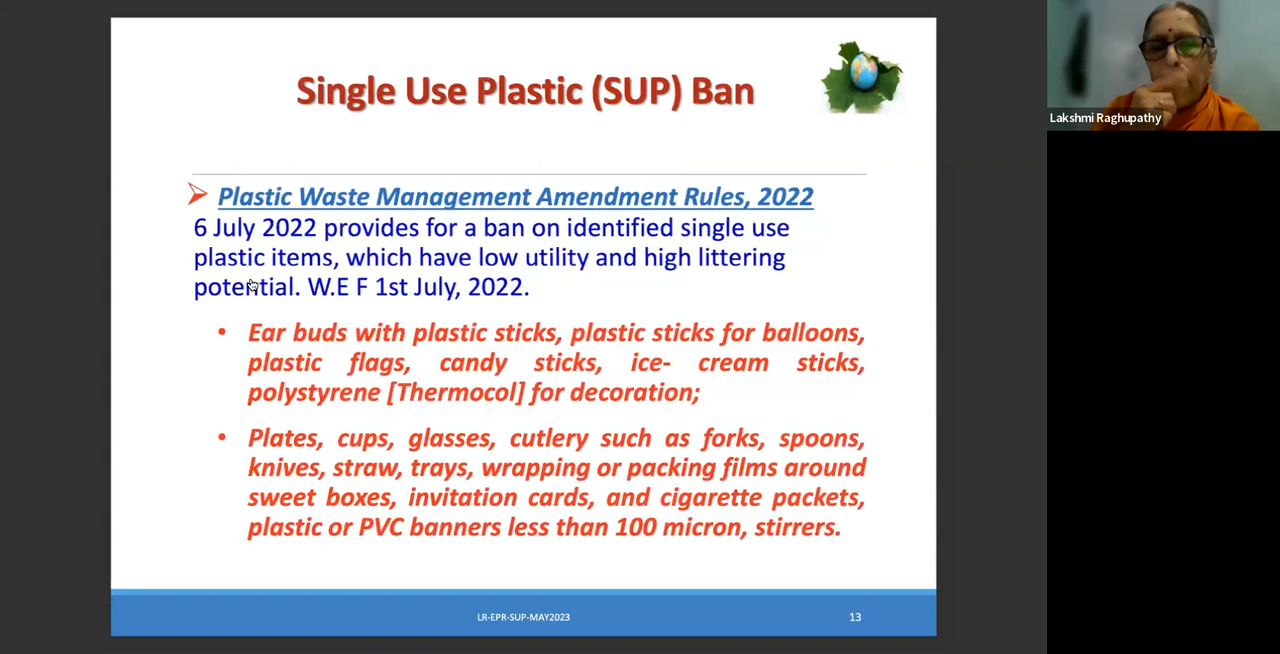 Single Use Plastic (SUP) Ban
Lakshmi Raghupathy
Plastic Waste Management Amendment Rules, 2022
6 July 2022 provides for a ban on identified single use
plastic items, which have low utility and high littering
potential. W.E F 1st July, 2022.
• Ear buds with plastic sticks, plastic sticks for balloons,
plastic flags, candy sticks, ice- cream sticks,
polystyrene [Thermocol] for decoration;
• Plates, cups, glasses, cutlery such as forks, spoons,
knives, straw, trays, wrapping or packing films around
sweet boxes, invitation cards, and cigarette packets,
plastic or PVC banners less than 100 micron, stirrers.
LR-EPR-SUP-MAY2023
13